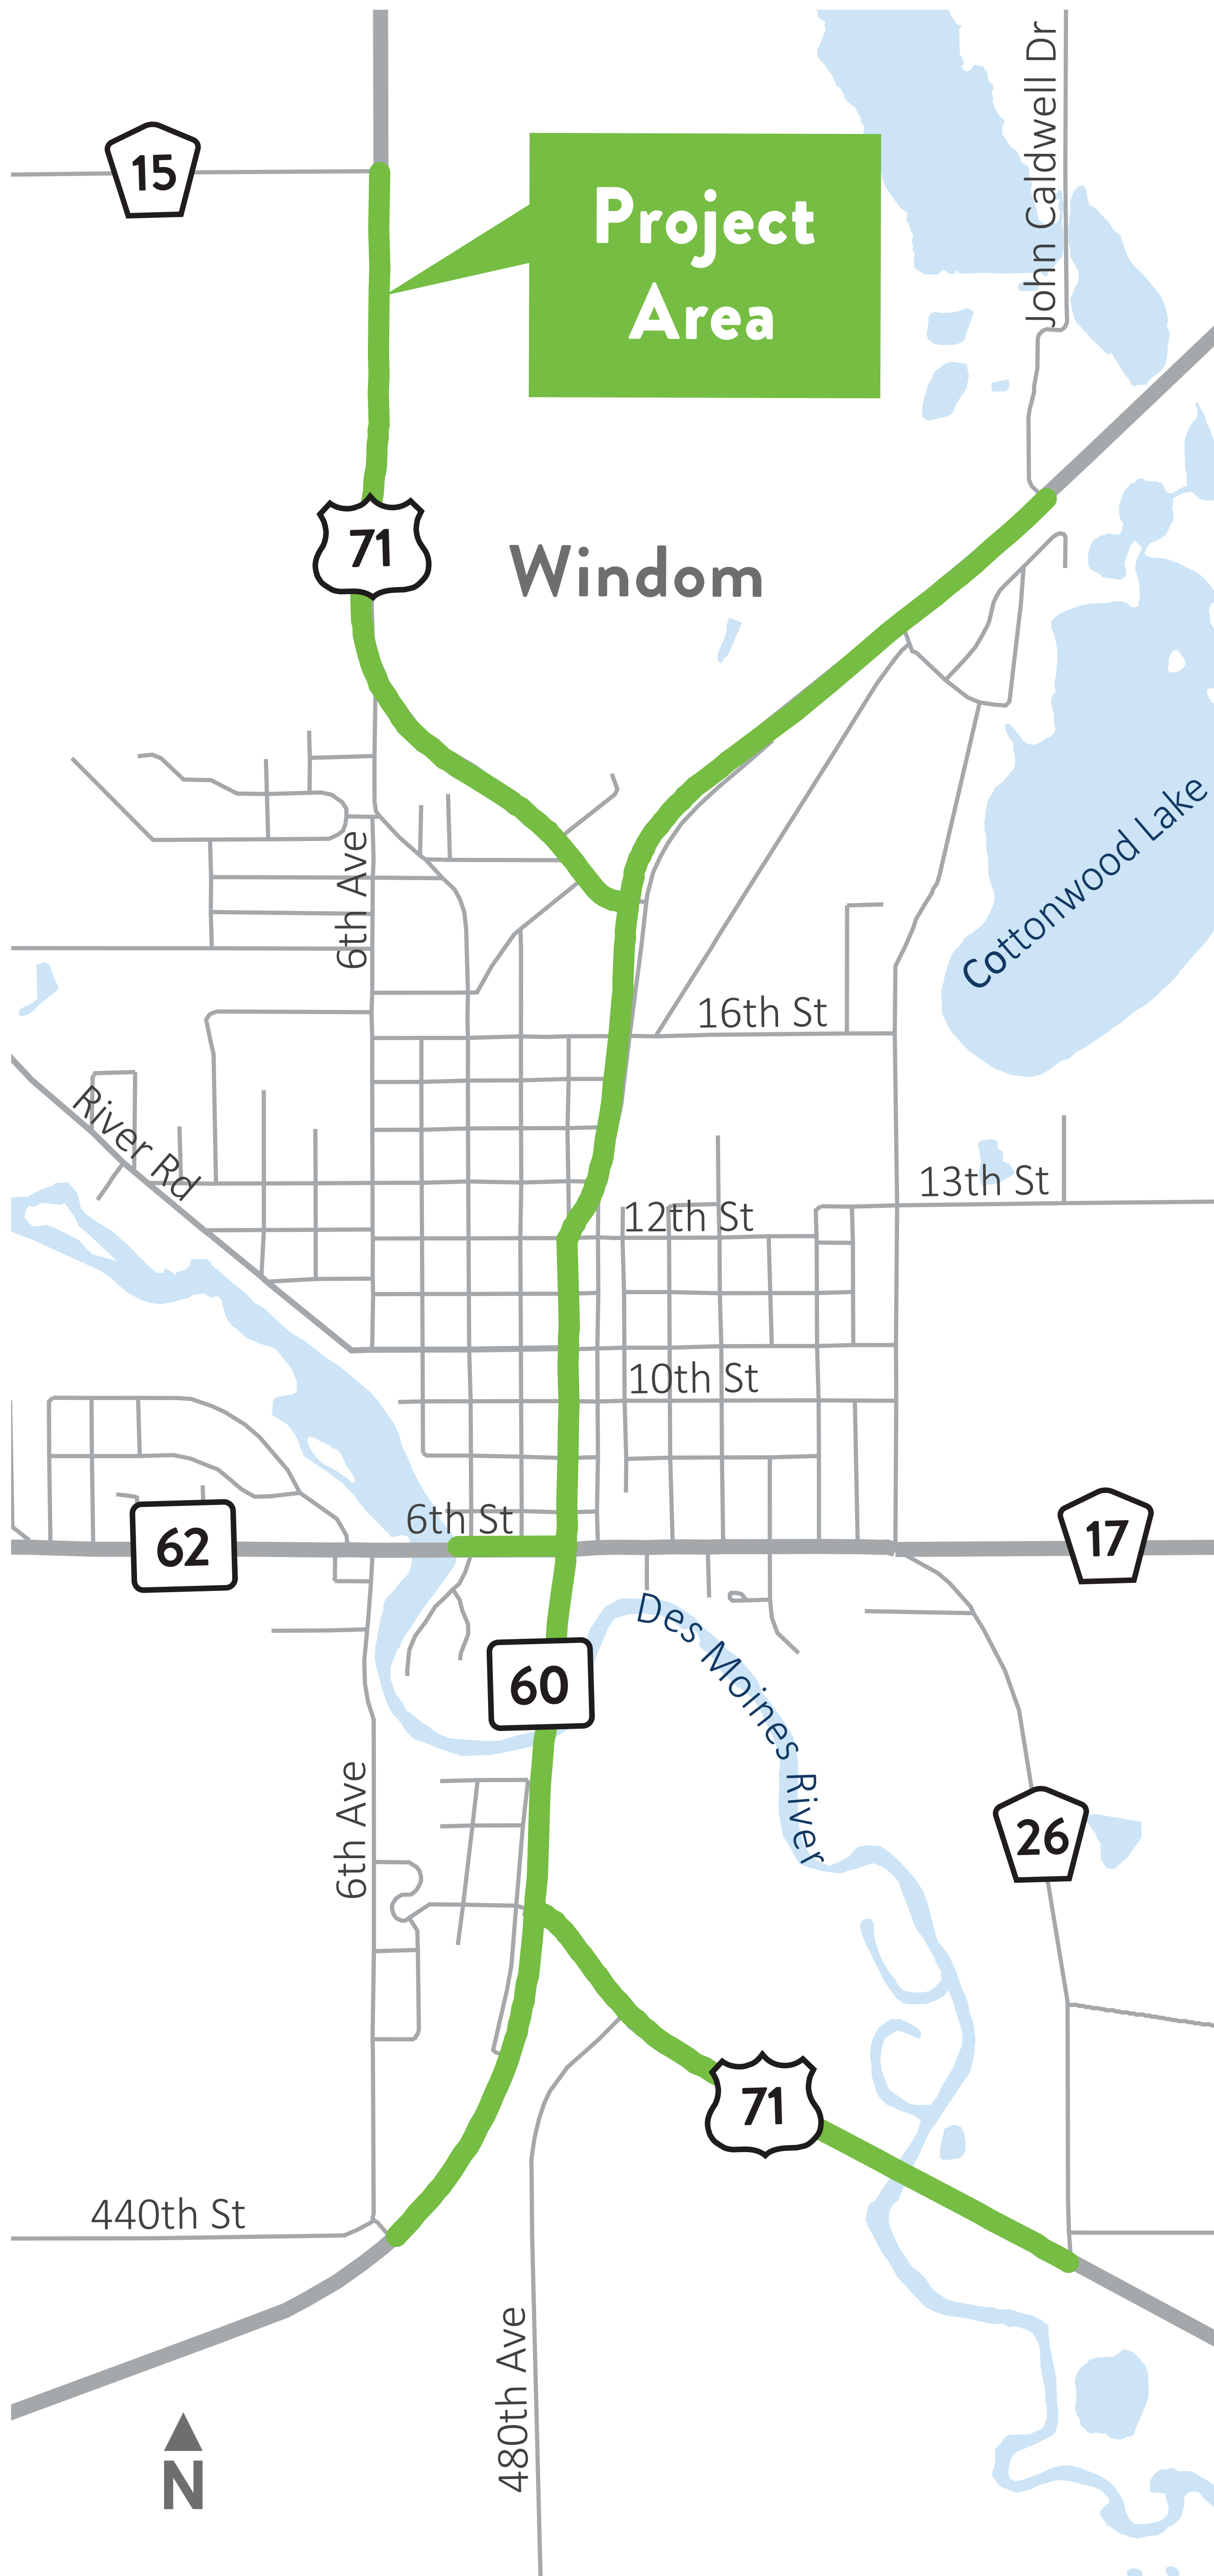 John Caldwell Dr
15
Project
Area
71
Windom
Cottonwood Lake
6th Ave
16th St
River Rd
13th St
12th St
10th St
6th St
62
17
Des Moines River
60
6th Ave
26
71
440th St
480th Ave
N